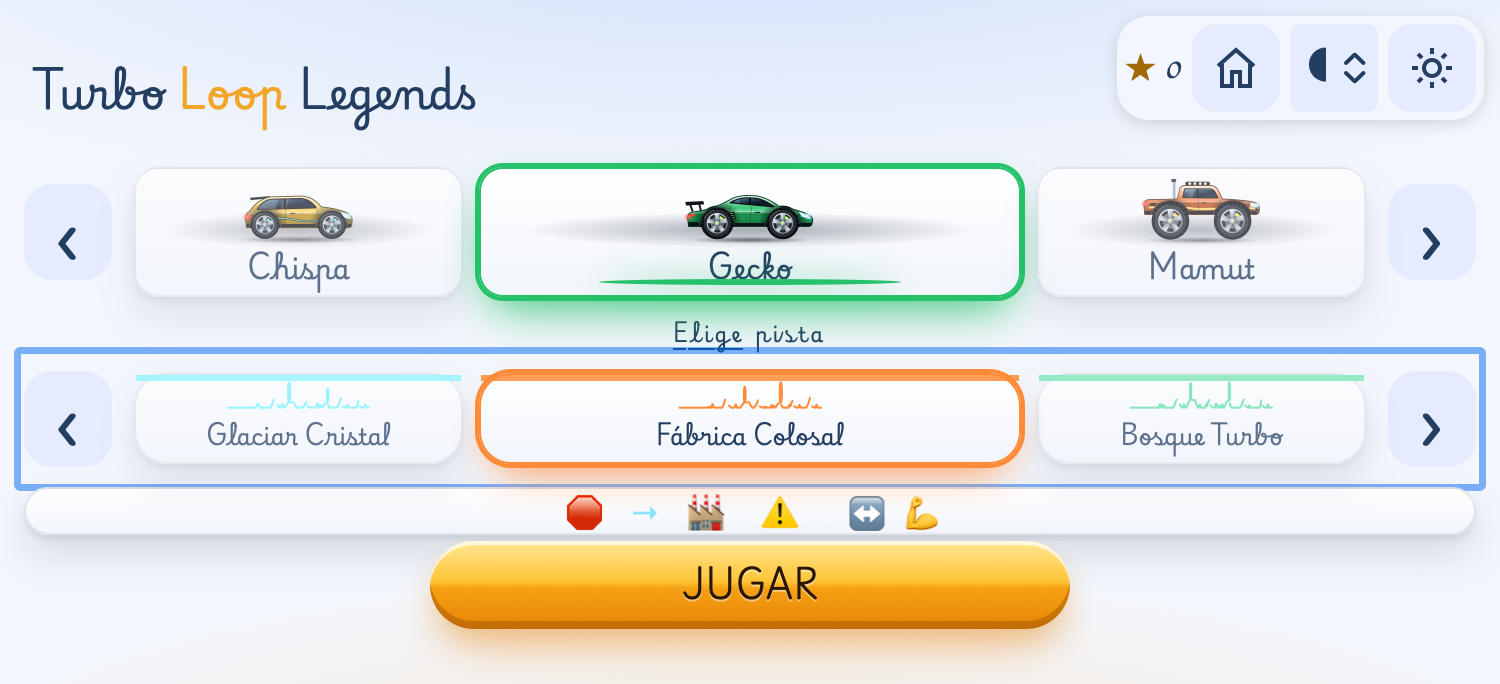 Turbo Loop Legends
★ 0
Chispa
Gecko
Mamut
Elige pista
Glaciar Cristal
Fábrica Colosal
Bosque Turbo
JUGAR